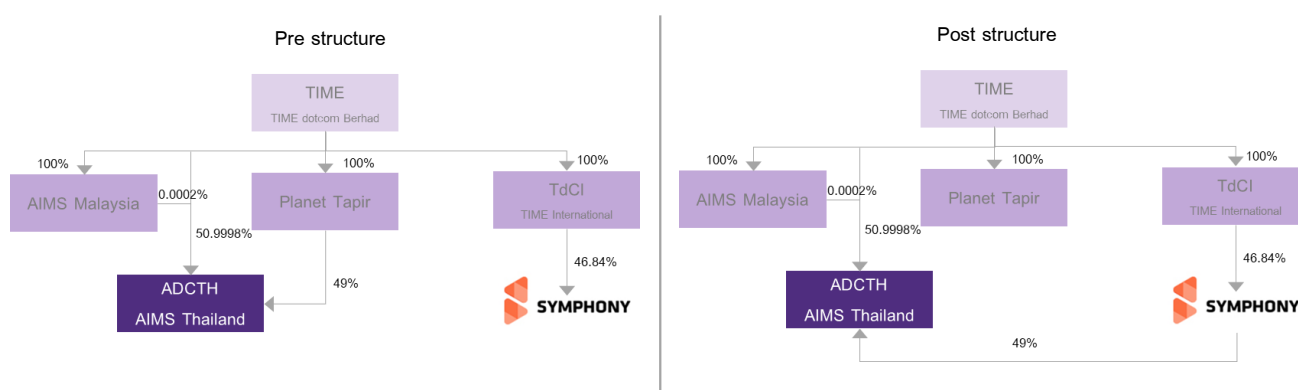 Pre structure
TIME
TIME dotcom Berhad
100%
100%
100%
AIMS Malaysia
0.0002%
Planet Tapir
TdCI
TIME International
50.9998%
49%
46.84%
ADCTH
AIMS Thailand
SYMPHONY
Post structure
TIME
TIME dotcom Berhad
100%
100%
100%
AIMS Malaysia
0.0002%
Planet Tapir
TdCI
TIME International
50.9998%
46.84%
ADCTH
AIMS Thailand
SYMPHONY
49%